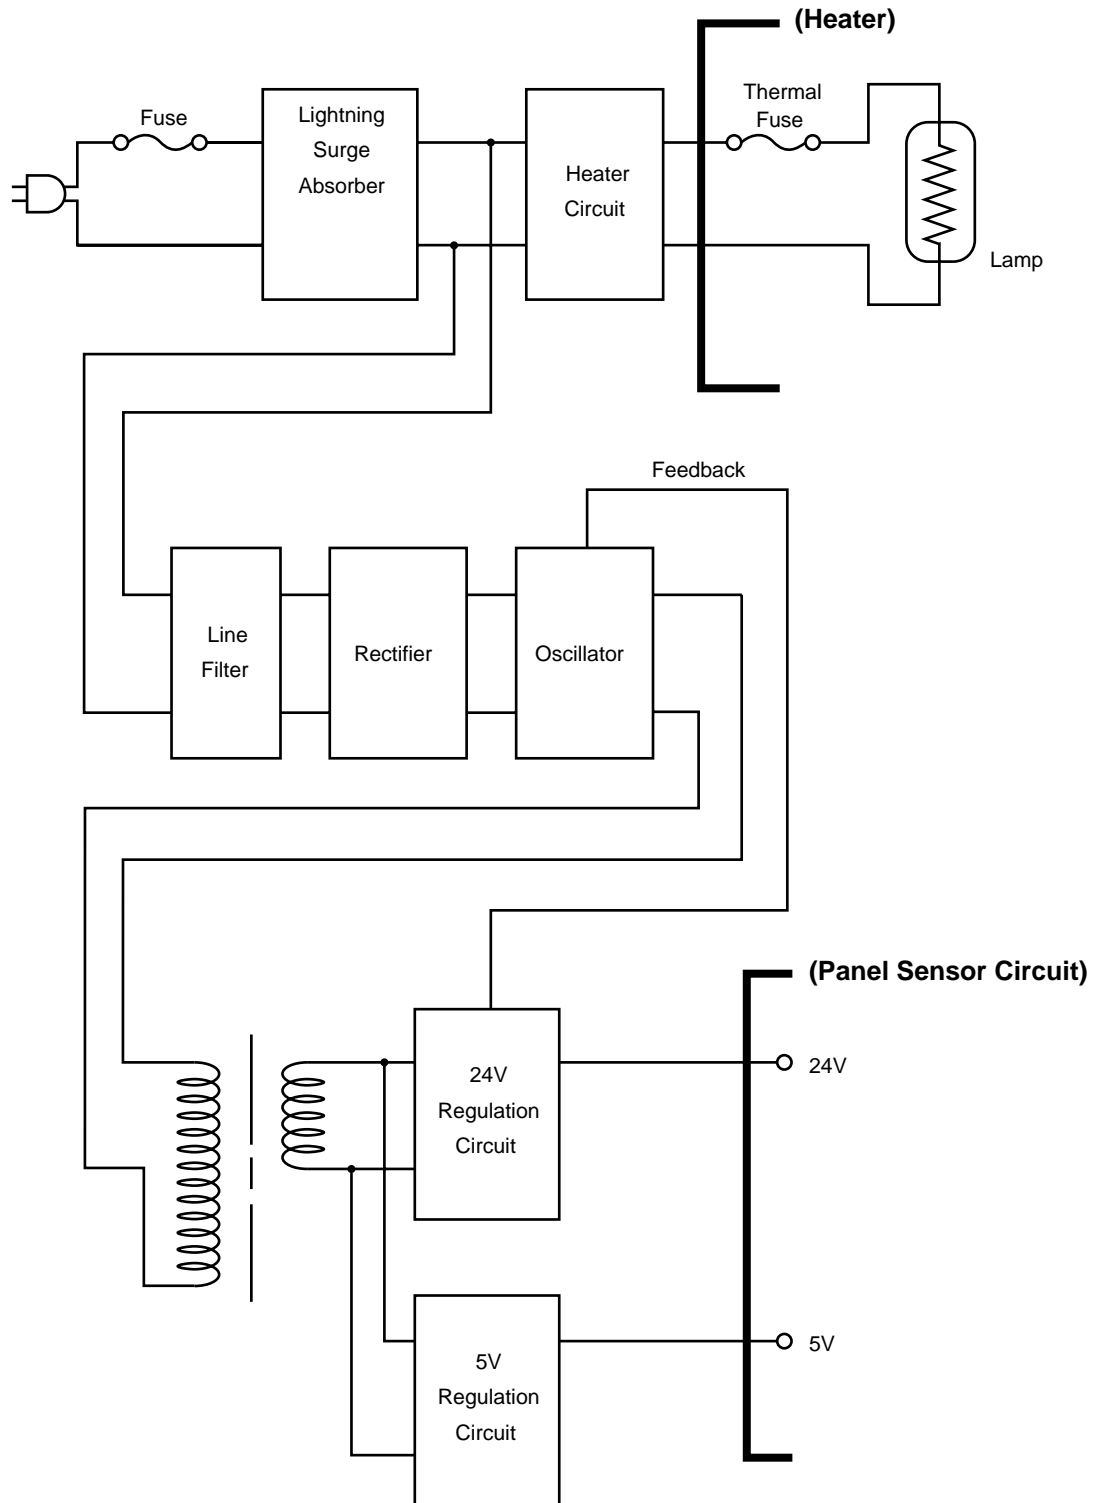 (Heater)
Fuse
Lightning
Surge
Absorber
Heater
Circuit
Thermal
Fuse
Lamp
Feedback
Line
Filter
Rectifier
Oscillator
(Panel Sensor Circuit)
24V
Regulation
Circuit
24V
5V
Regulation
Circuit
5V